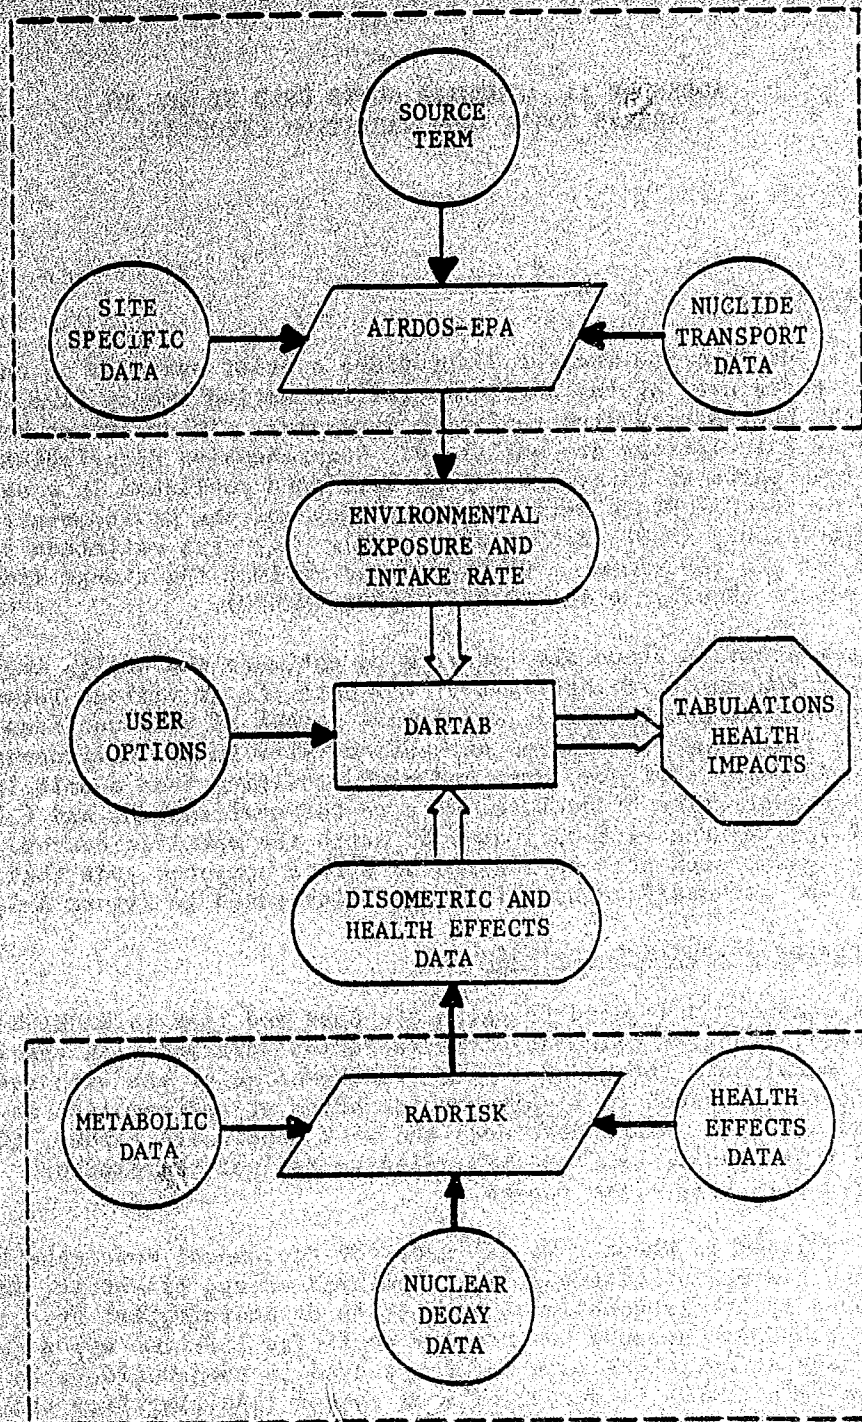 SOURCE
TERM
SITE
SPECIFIC
DATA
AIRDOS-EPA
NUCLIDE
TRANSPORT
DATA
ENVIRONMENTAL
EXPOSURE AND
INTAKE RATE
USER
OPTIONS
DARTAB
TABULATIONS
HEALTH
IMPACTS
DISOMETRIC AND
HEALTH EFFECTS
DATA
METABOLIC
DATA
RADRISK
HEALTH
EFFECTS
DATA
NUCLEAR
DECAY
DATA